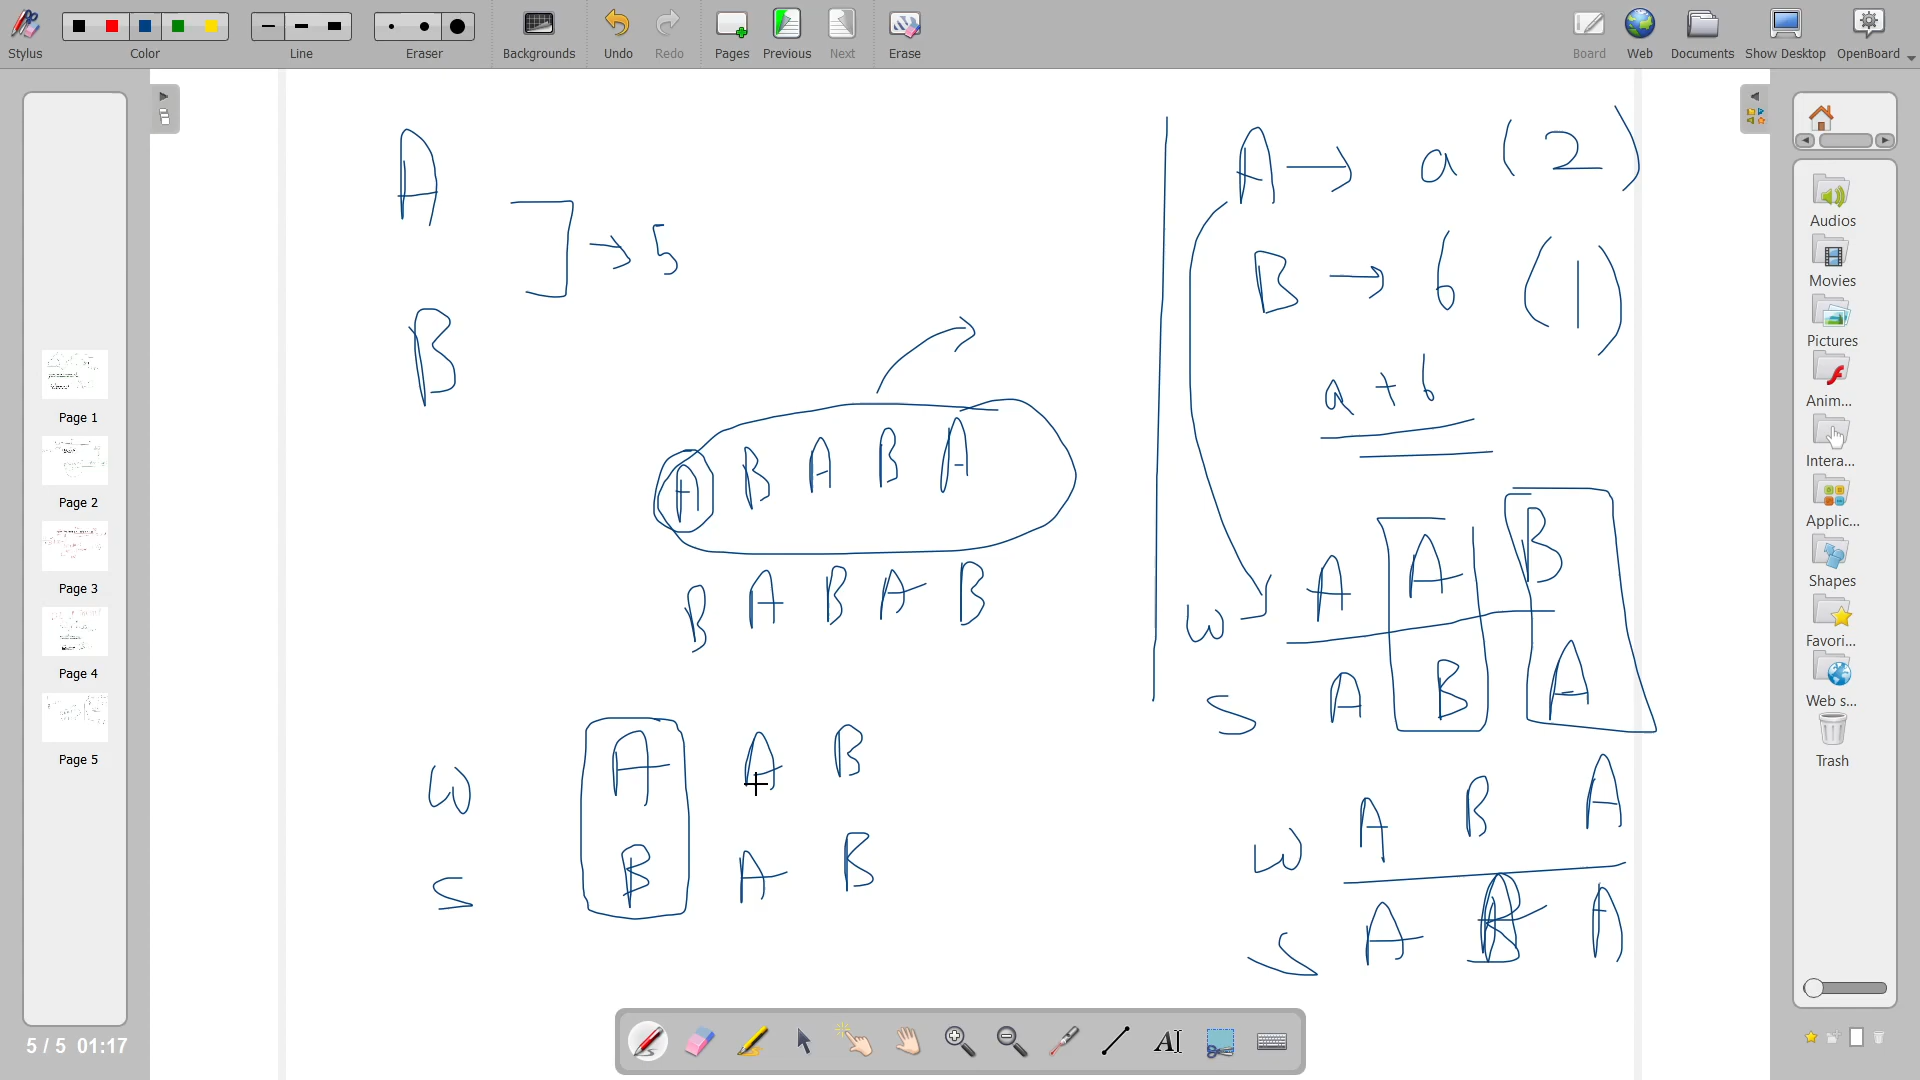 Stylus
Color
Line
Eraser
Backgrounds
Undo
Redo
Pages
Previous
Next
Erase
Board
Web
Documents
Show Desktop
OpenBoard
Page 1
Page 2
Page 3
Page 4
Page 5
5 / 5 01:17
A
B
] → 5
A B A B A
B A B A B
W A A B
S B A B
A → a (2)
B → b (1)
a + b
W A A B
S A B A
W A B A
S A A
Audios
Movies
Pictures
Anim...
Intera...
Applic...
Shapes
Favori...
Web s...
Trash